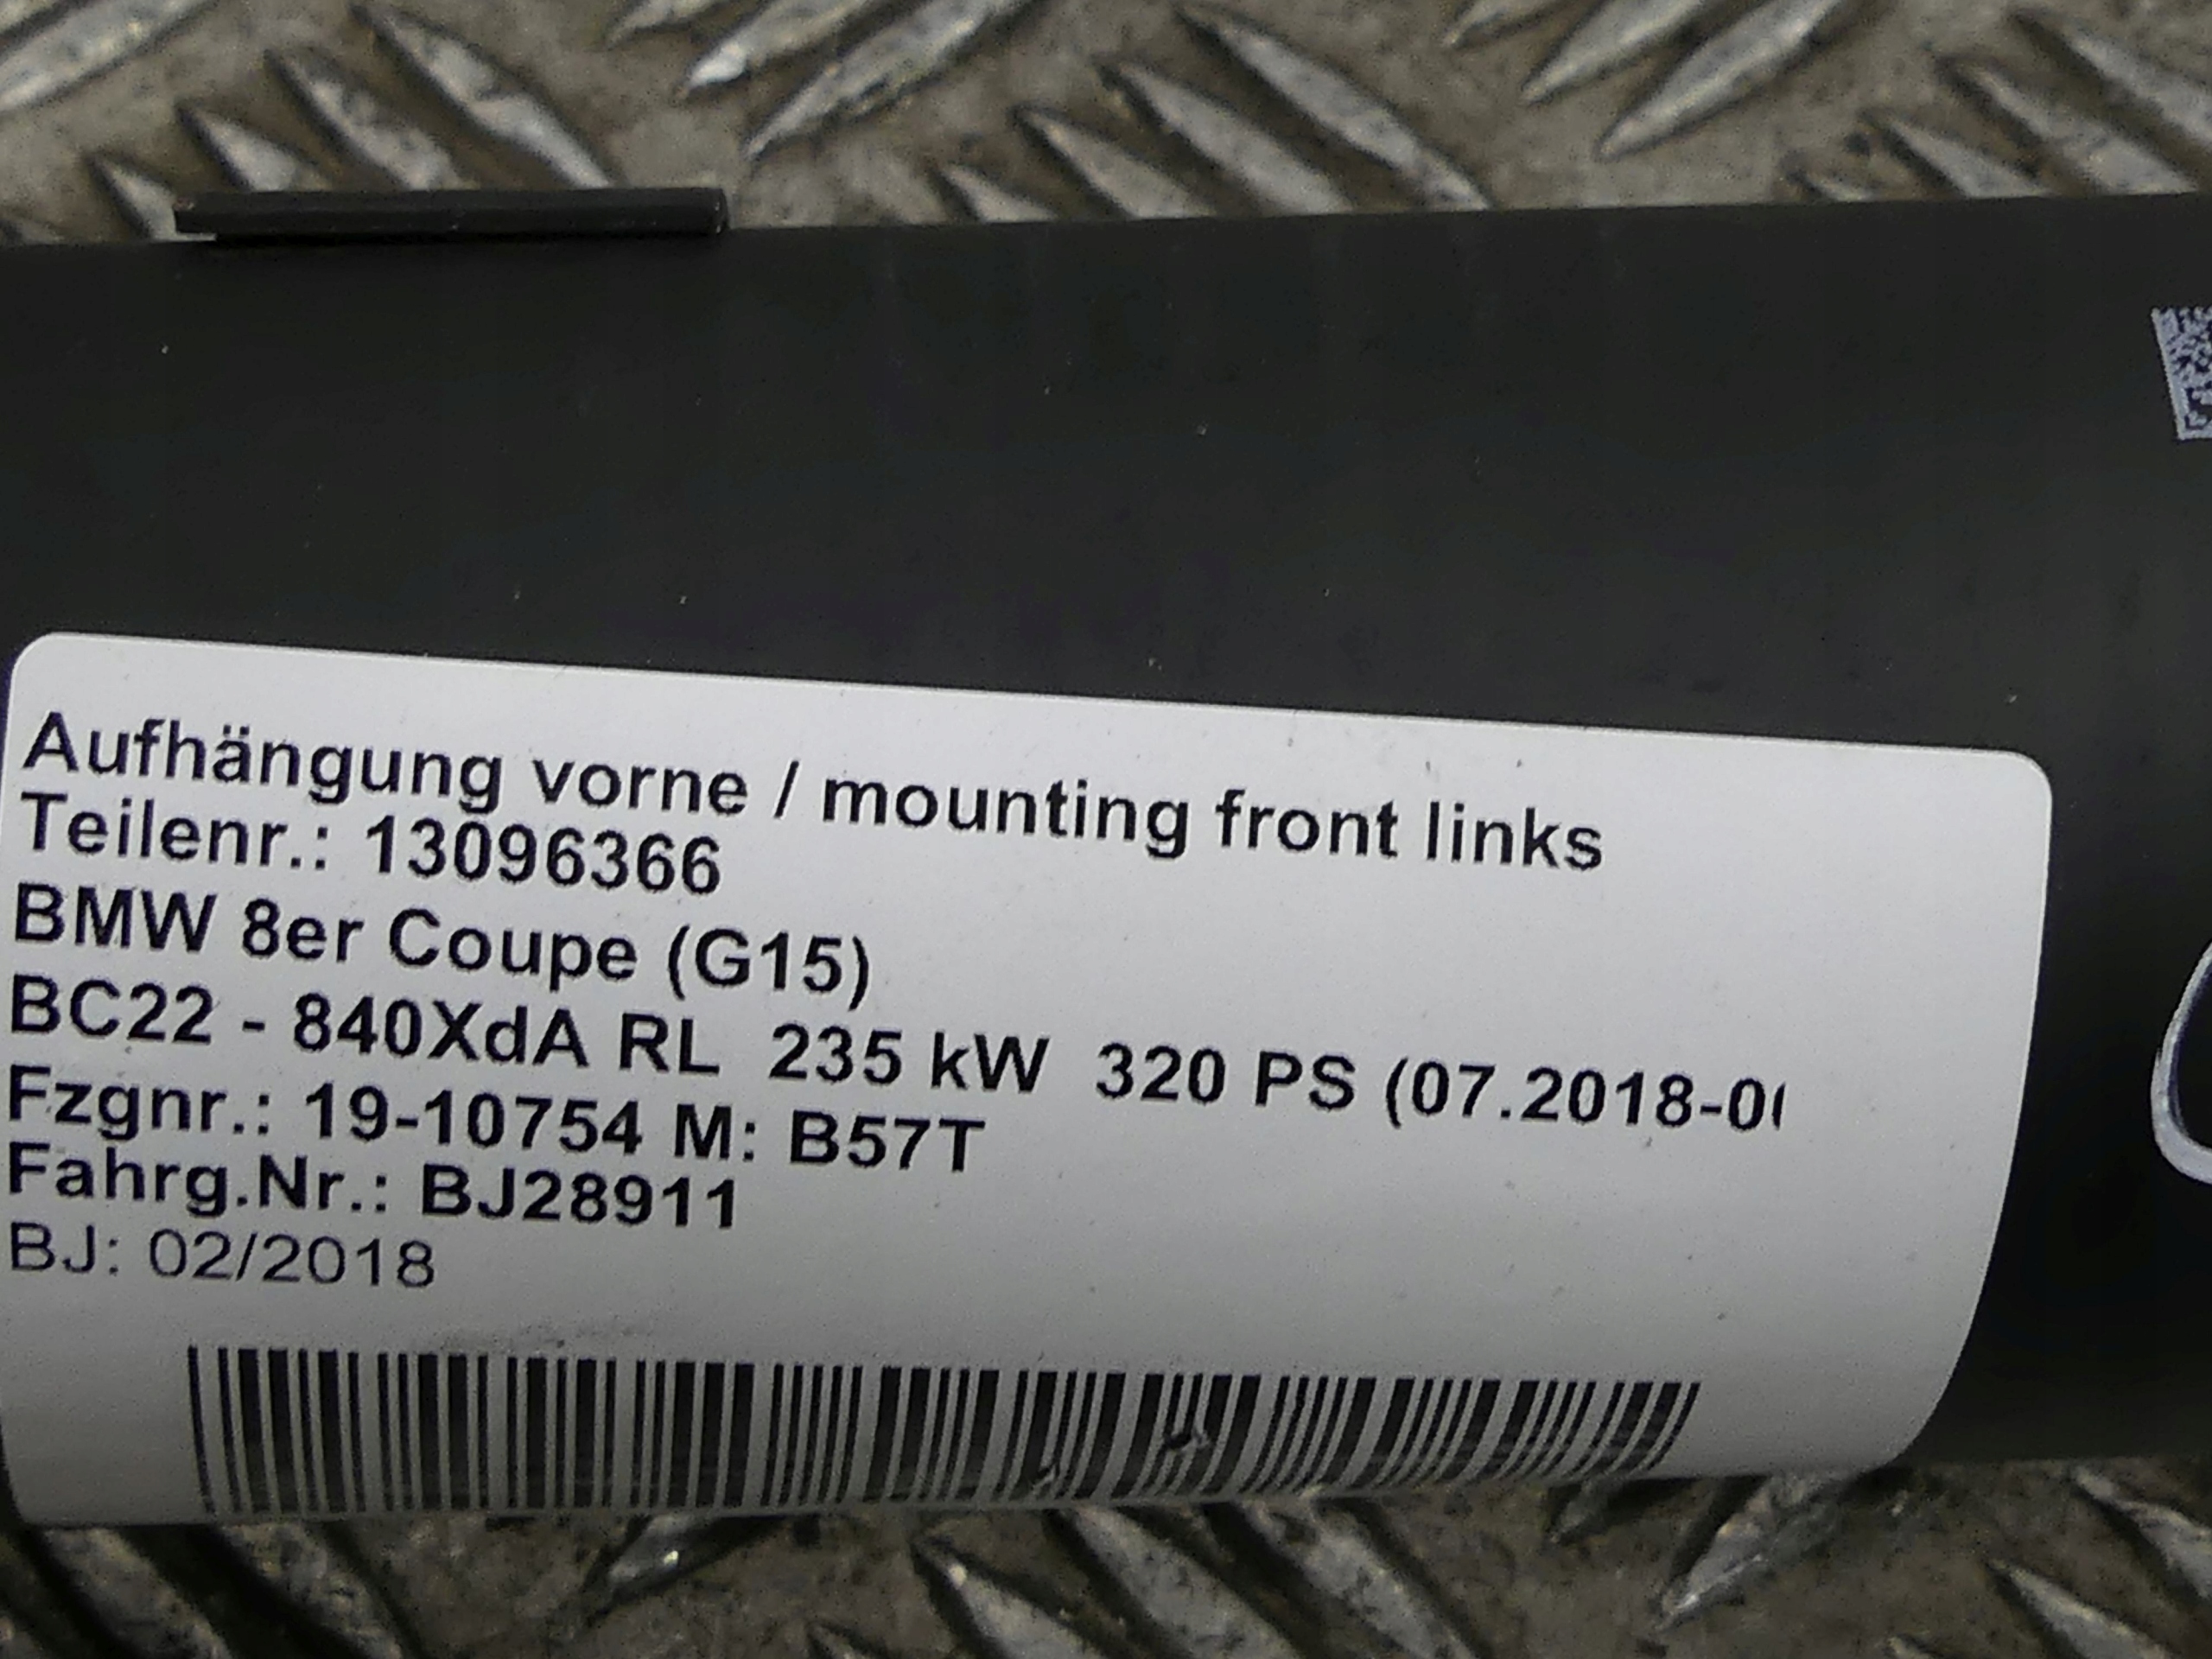 Aufhängung vorne / mounting front links
Teilenr.: 13096366
BMW 8er Coupe (G15)
BC22 - 840XdA RL 235 kW 320 PS (07.2018-0
Fzgnr.: 19-10754 M: B57T
Fahrg.Nr.: BJ28911
BJ: 02/2018